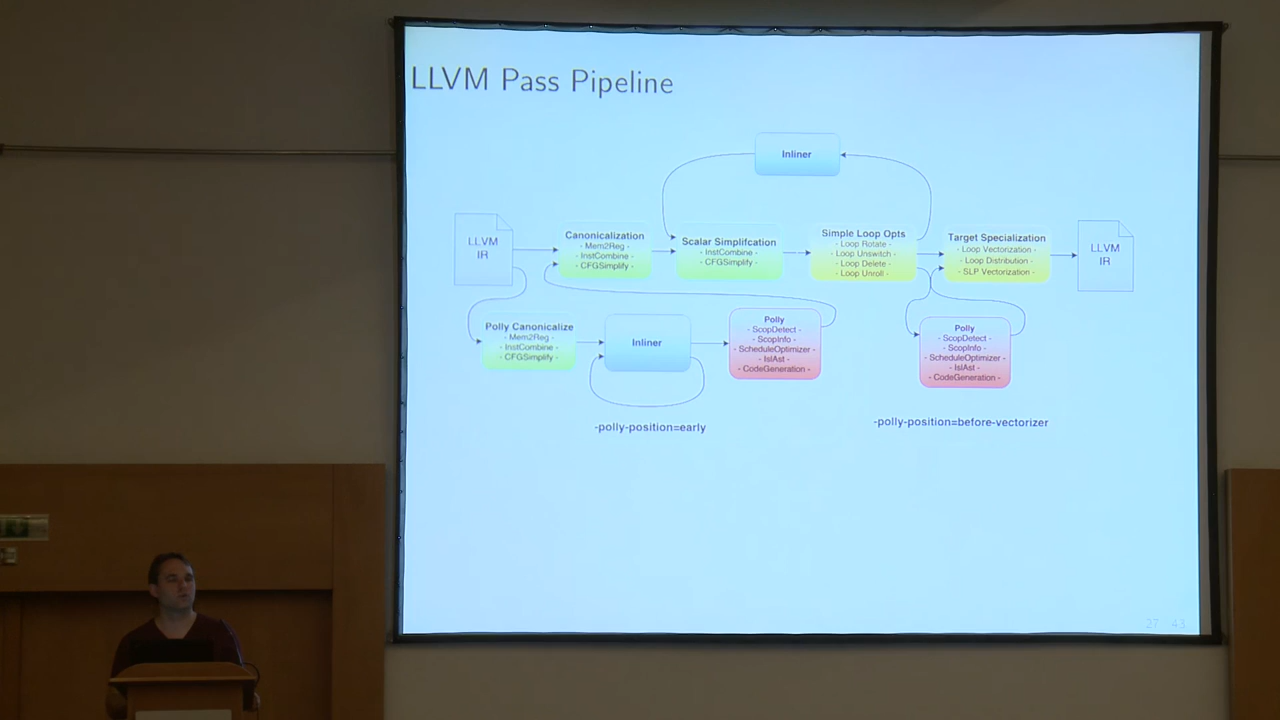 LLVM Pass Pipeline
Inliner
LLVM
IR
Canonicalization
- Mem2Reg -
- InstCombine -
- CFGSimplify -
Scalar Simplifcation
- InstCombine -
- CFGSimplify -
Simple Loop Opts
- Loop Rotate -
- Loop Unswitch -
- Loop Delete -
- Loop Unroll -
Target Specialization
- Loop Vectorization -
- Loop Distribution -
- SLP Vectorization -
LLVM
IR
Polly Canonicalize
- Mem2Reg -
- InstCombine -
- CFGSimplify -
Inliner
Polly
- ScopDetect -
- ScopInfo -
- ScheduleOptimizer -
- IslAst -
- CodeGeneration -
Polly
- ScopDetect -
- ScopInfo -
- ScheduleOptimizer -
- IslAst -
- CodeGeneration -
-polly-position=early
-polly-position=before-vectorizer
27 43